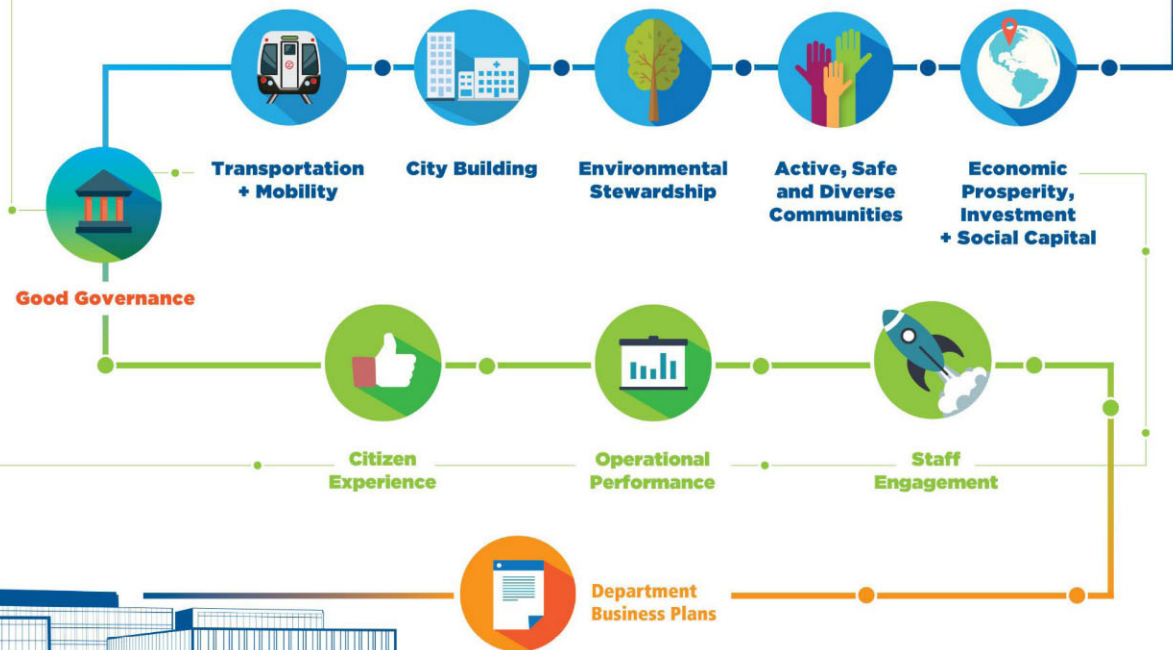 Transportation
+ Mobility
City Building
Environmental
Stewardship
Active, Safe
and Diverse
Communities
Economic
Prosperity,
Investment
+ Social Capital
Good Governance
Citizen
Experience
Operational
Performance
Staff
Engagement
Department
Business Plans